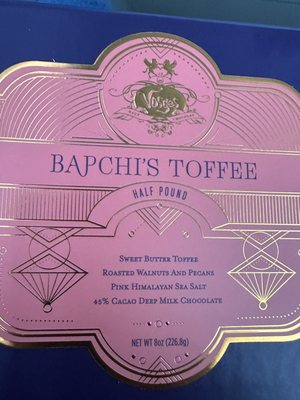 Vosges
BAPCHI'S TOFFEE
HALF POUND
SWEET BUTTER TOFFEE
ROASTED WALNUTS AND PECANS
PINK HIMALAYAN SEA SALT
45% CACAO DEEP MILK CHOCOLATE
NET WT 8oz (226.8g)